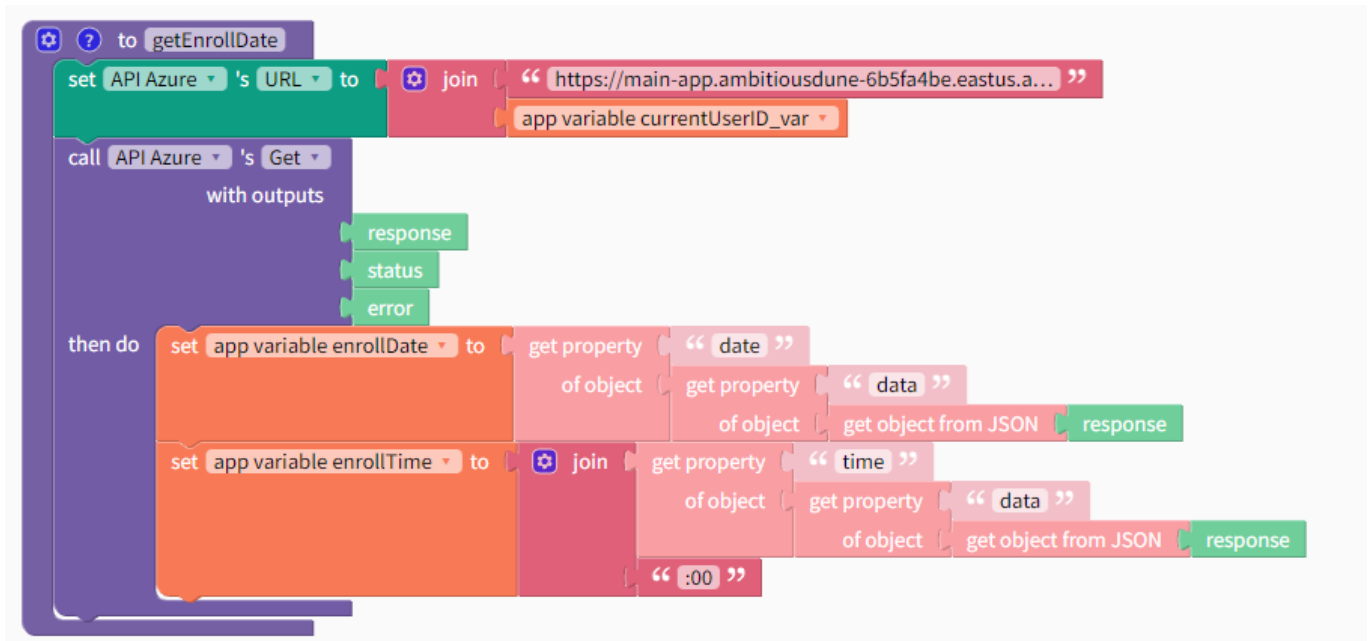 ? to getEnrollDate
set API Azure 's URL to join “ https://main-app.ambitiousdune-6b5fa4be.eastus.a... ”
app variable currentUserID_var
call API Azure 's Get
with outputs
response
status
error
then do set app variable enrollDate to get property “ date ”
of object get property “ data ”
of object get object from JSON response
set app variable enrollTime to join get property “ time ”
of object get property “ data ”
of object get object from JSON response
“ :00 ”